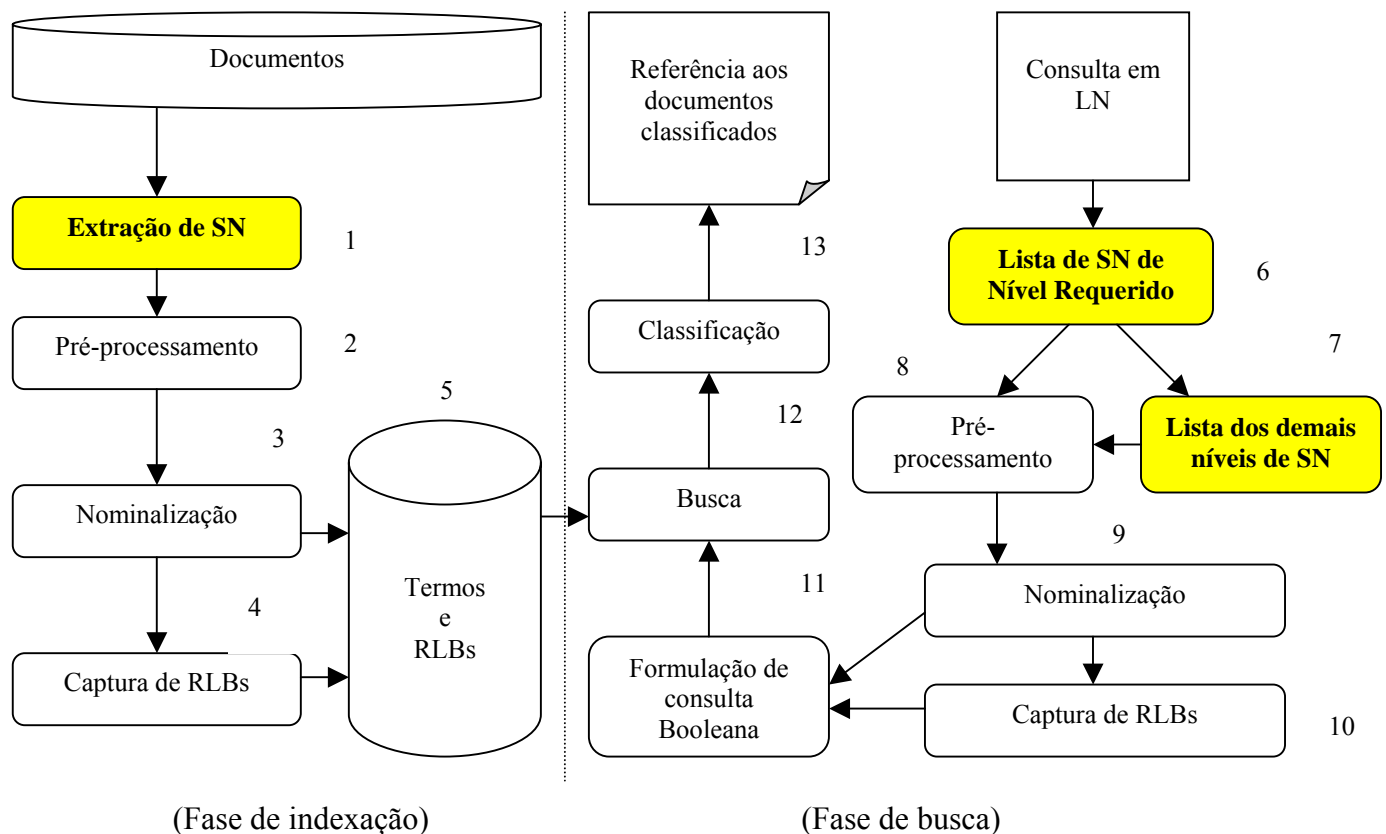 Documentos
Extração de SN
1
Pré-processamento
2
3
Nominalização
4
Captura de RLBs
5
Termos
e
RLBs
(Fase de indexação)
Referência aos
documentos
classificados
13
Classificação
12
Busca
11
Formulação de
consulta
Booleana
Consulta em
LN
Lista de SN de
Nível Requerido
6
7
8
Pré-
processamento
Lista dos demais
níveis de SN
9
Nominalização
Captura de RLBs
10
(Fase de busca)